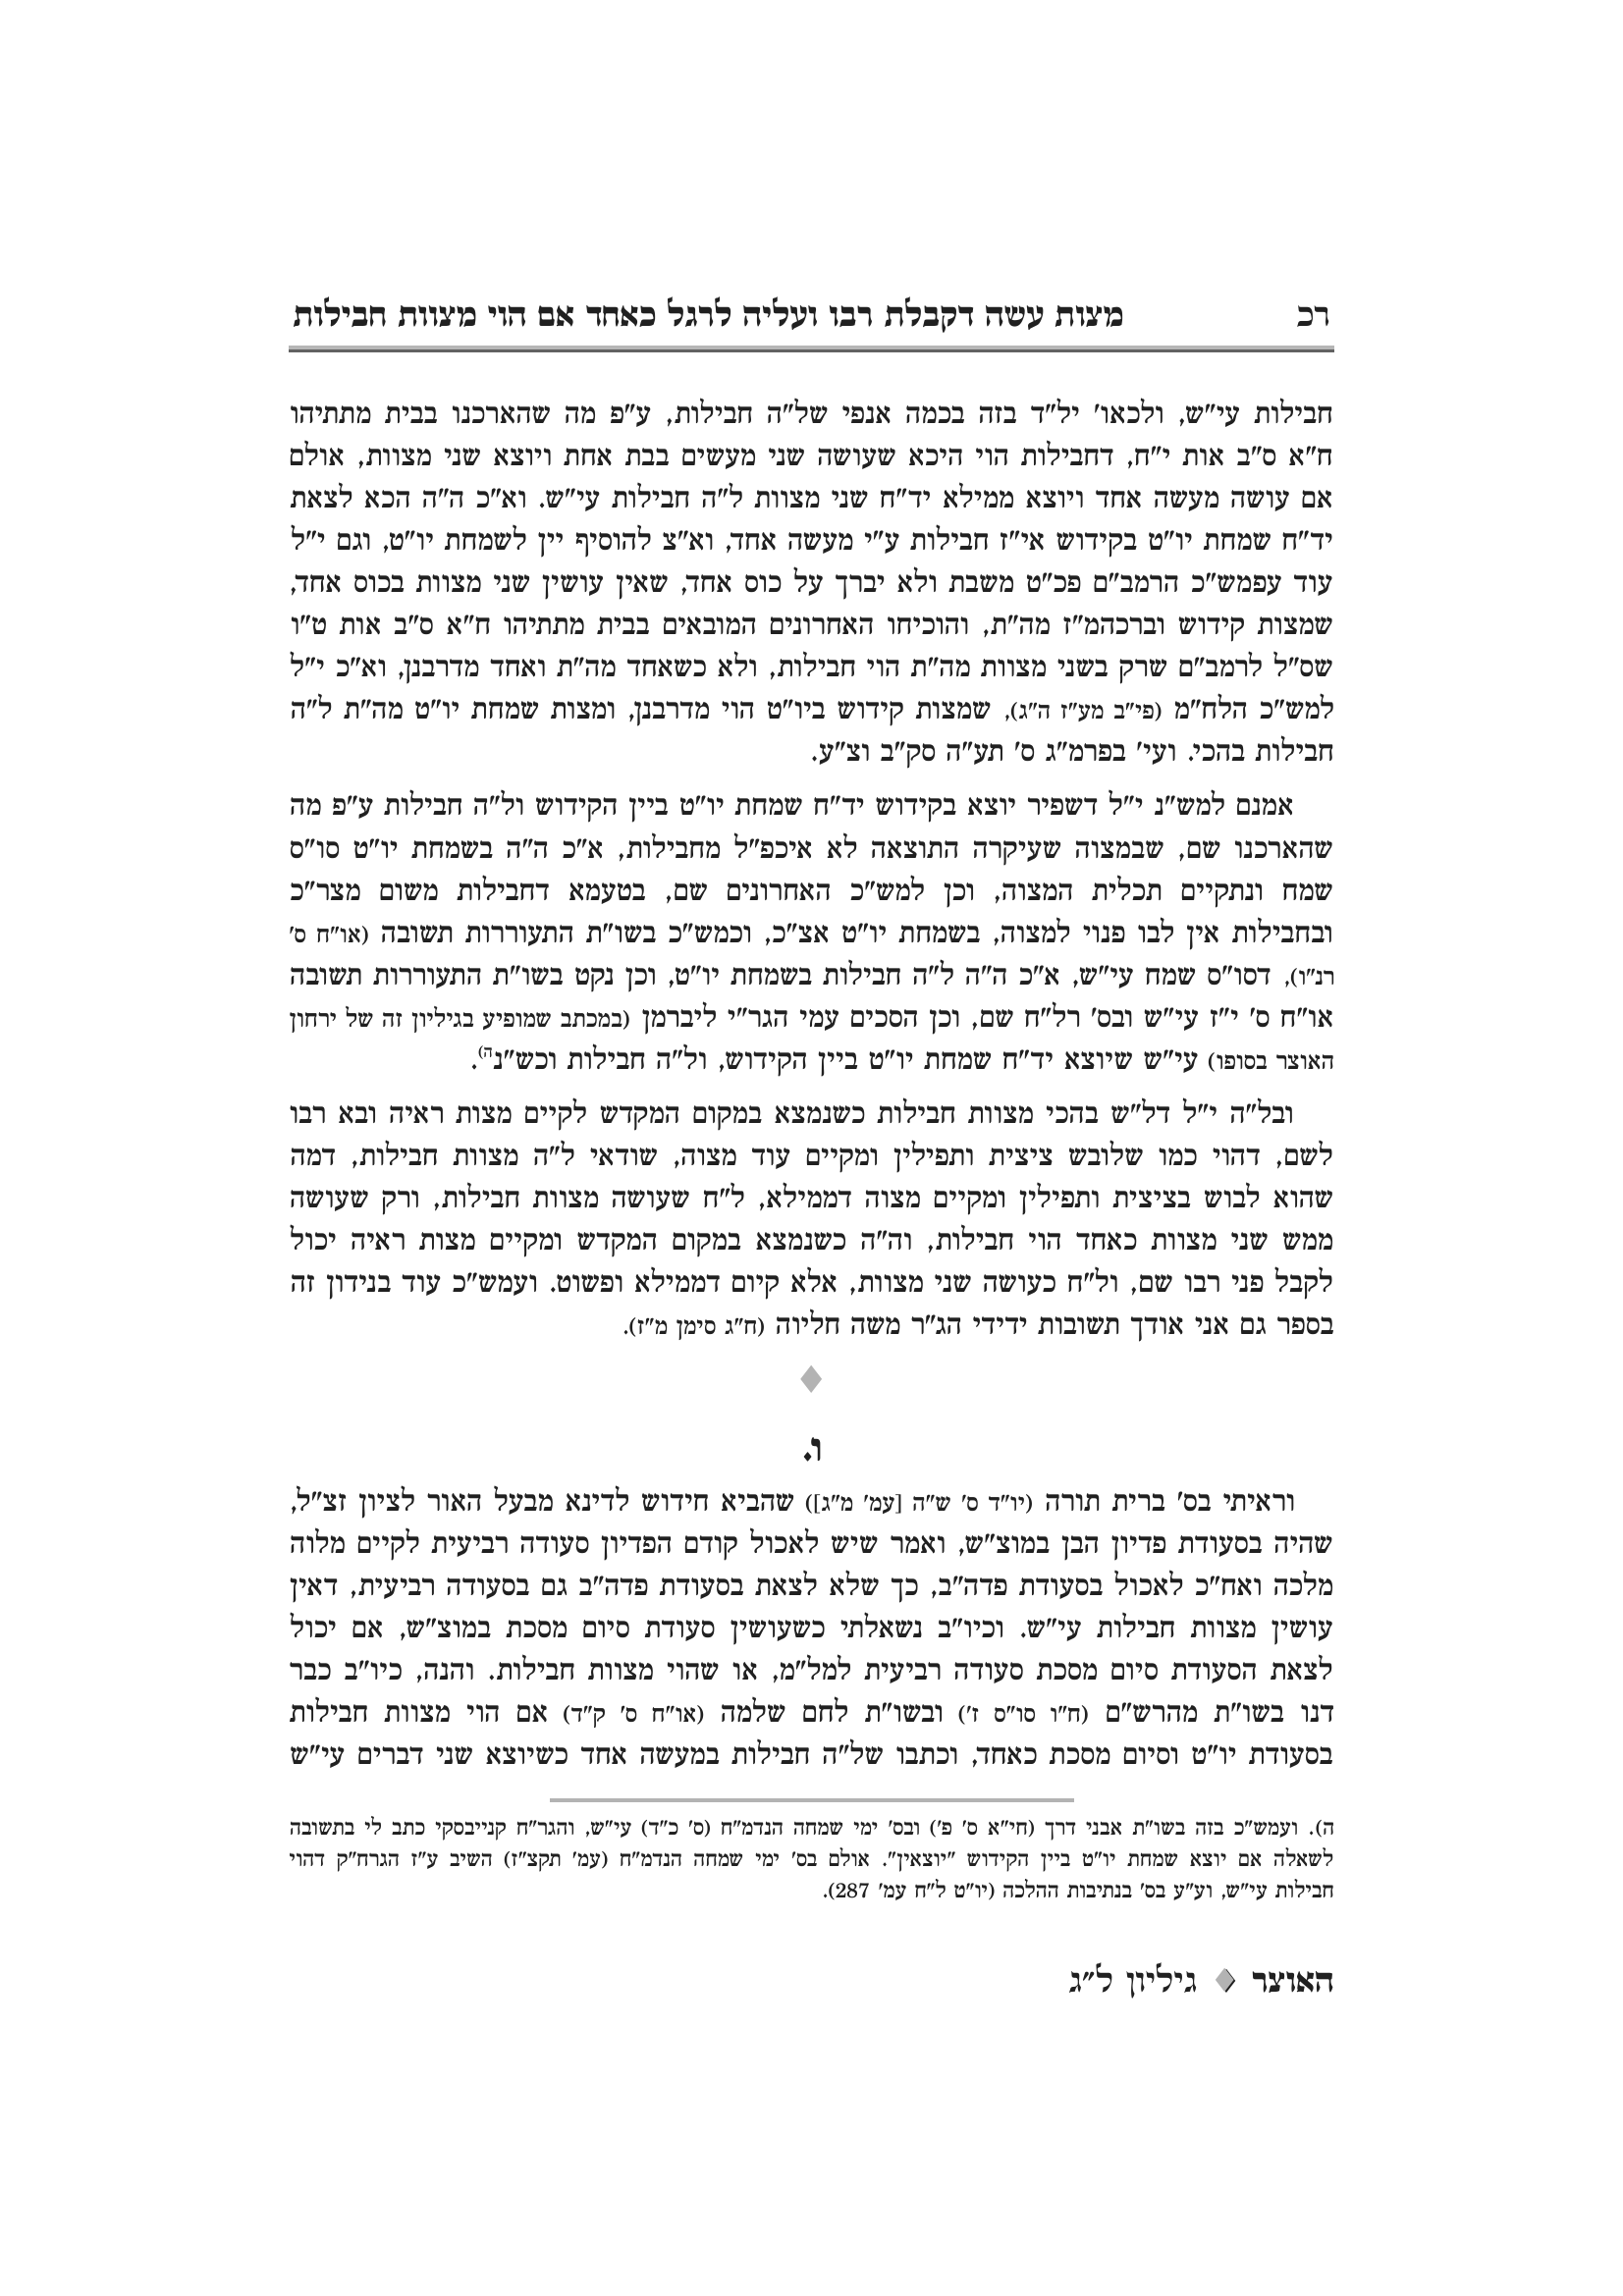 רכ מצות עשה דקבלת רבו ועליה לרגל כאחד אם הוי מצוות חבילות
חבילות עי"ש, ולכאו' יל"ד בזה בכמה אנפי של"ה חבילות, ע"פ מה שהארכנו בבית מתתיהו
ח"א ס"ב אות י"ח, דחבילות הוי היכא שעושה שני מעשים בבת אחת ויוצא שני מצוות, אולם
אם עושה מעשה אחד ויוצא ממילא יד"ח שני מצוות ל"ה חבילות עי"ש. וא"כ ה"ה הכא לצאת
יד"ח שמחת יו"ט בקידוש אי"ז חבילות ע"י מעשה אחד, וא"צ להוסיף יין לשמחת יו"ט, וגם י"ל
עוד עפמש"כ הרמב"ם פכ"ט משבת ולא יברך על כוס אחד, שאין עושין שני מצוות בכוס אחד,
שמצות קידוש וברכהמ"ז מה"ת, והוכיחו האחרונים המובאים בבית מתתיהו ח"א ס"ב אות ט"ו
שס"ל לרמב"ם שרק בשני מצוות מה"ת הוי חבילות, ולא כשאחד מה"ת ואחד מדרבנן, וא"כ י"ל
למש"כ הלח"מ (פי"ב מע"ז ה"ג), שמצות קידוש ביו"ט הוי מדרבנן, ומצות שמחת יו"ט מה"ת ל"ה
חבילות בהכי. ועי' בפרמ"ג ס' תע"ה סק"ב וצ"ע.
אמנם למש"נ י"ל דשפיר יוצא בקידוש יד"ח שמחת יו"ט ביין הקידוש ול"ה חבילות ע"פ מה
שהארכנו שם, שבמצוה שעיקרה התוצאה לא איכפ"ל מחבילות, א"כ ה"ה בשמחת יו"ט סו"ס
שמח ונתקיים תכלית המצוה, וכן למש"כ האחרונים שם, בטעמא דחבילות משום מצר"כ
ובחבילות אין לבו פנוי למצוה, בשמחת יו"ט אצ"כ, וכמש"כ בשו"ת התעוררות תשובה (או"ח ס'
רנ"ו), דסו"ס שמח עי"ש, א"כ ה"ה ל"ה חבילות בשמחת יו"ט, וכן נקט בשו"ת התעוררות תשובה
או"ח ס' י"ז עי"ש ובס' רל"ח שם, וכן הסכים עמי הגר"י ליברמן (במכתב שמופיע בגיליון זה של ירחון
האוצר בסופו) עי"ש שיוצא יד"ח שמחת יו"ט ביין הקידוש, ול"ה חבילות וכש"נה).
ובל"ה י"ל דל"ש בהכי מצוות חבילות כשנמצא במקום המקדש לקיים מצות ראיה ובא רבו
לשם, דהוי כמו שלובש ציצית ותפילין ומקיים עוד מצוה, שודאי ל"ה מצוות חבילות, דמה
שהוא לבוש בציצית ותפילין ומקיים מצוה דממילא, ל"ח שעושה מצוות חבילות, ורק שעושה
ממש שני מצוות כאחד הוי חבילות, וה"ה כשנמצא במקום המקדש ומקיים מצות ראיה יכול
לקבל פני רבו שם, ול"ח כעושה שני מצוות, אלא קיום דממילא ופשוט. ועמש"כ עוד בנידון זה
בספר גם אני אודך תשובות ידידי הג"ר משה חליוה (ח"ג סימן מ"ז).
ו.
וראיתי בס' ברית תורה (יו"ד ס' ש"ה [עמ' מ"ג]) שהביא חידוש לדינא מבעל האור לציון זצ"ל,
שהיה בסעודת פדיון הבן במוצ"ש, ואמר שיש לאכול קודם הפדיון סעודה רביעית לקיים מלוה
מלכה ואח"כ לאכול בסעודת פדה"ב, כך שלא לצאת בסעודת פדה"ב גם בסעודה רביעית, דאין
עושין מצוות חבילות עי"ש. וכיו"ב נשאלתי כשעושין סעודת סיום מסכת במוצ"ש, אם יכול
לצאת הסעודת סיום מסכת סעודה רביעית למל"מ, או שהוי מצוות חבילות. והנה, כיו"ב כבר
דנו בשו"ת מהרש"ם (ח"ו סו"ס ז') ובשו"ת לחם שלמה (או"ח ס' ק"ד) אם הוי מצוות חבילות
בסעודת יו"ט וסיום מסכת כאחד, וכתבו של"ה חבילות במעשה אחד כשיוצא שני דברים עי"ש
ה). ועמש"כ בזה בשו"ת אבני דרך (חי"א ס' פ') ובס' ימי שמחה הנדמ"ח (ס' כ"ד) עי"ש, והגר"ח קנייבסקי כתב לי בתשובה
לשאלה אם יוצא שמחת יו"ט ביין הקידוש "יוצאין". אולם בס' ימי שמחה הנדמ"ח (עמ' תקצ"ז) השיב ע"ז הגרח"ק דהוי
חבילות עי"ש, וע"ע בס' בנתיבות ההלכה (יו"ט ל"ח עמ' 287).
האוצר ♦ גיליון ל"ג